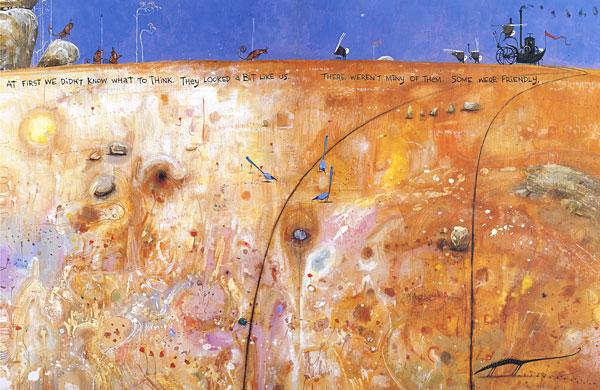 AT FIRST WE DIDN'T KNOW WHAT TO THINK. THEY LOOKED A BIT LIKE US. THERE WEREN'T MANY OF THEM. SOME WERE FRIENDLY.